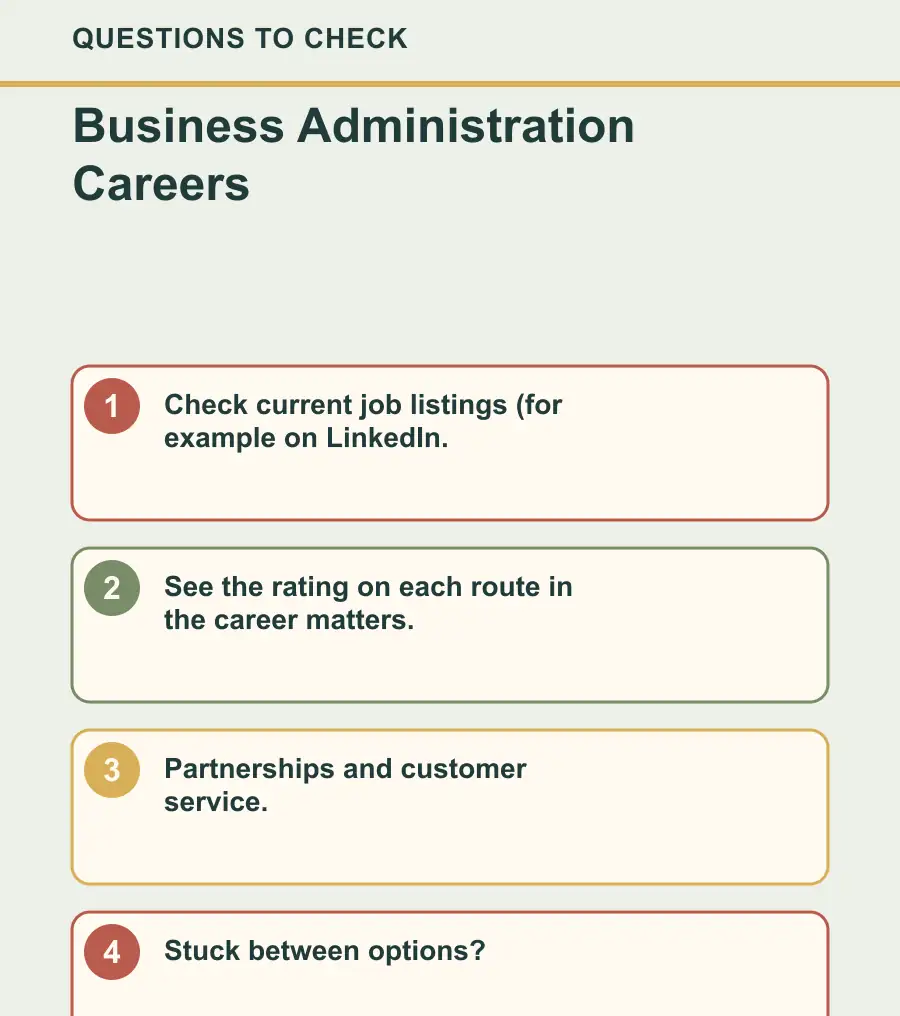 QUESTIONS TO CHECK
Business Administration
Careers
1
Check current job listings (for
example on LinkedIn.
2
See the rating on each route in
the career matters.
3
Partnerships and customer
service.
4
Stuck between options?